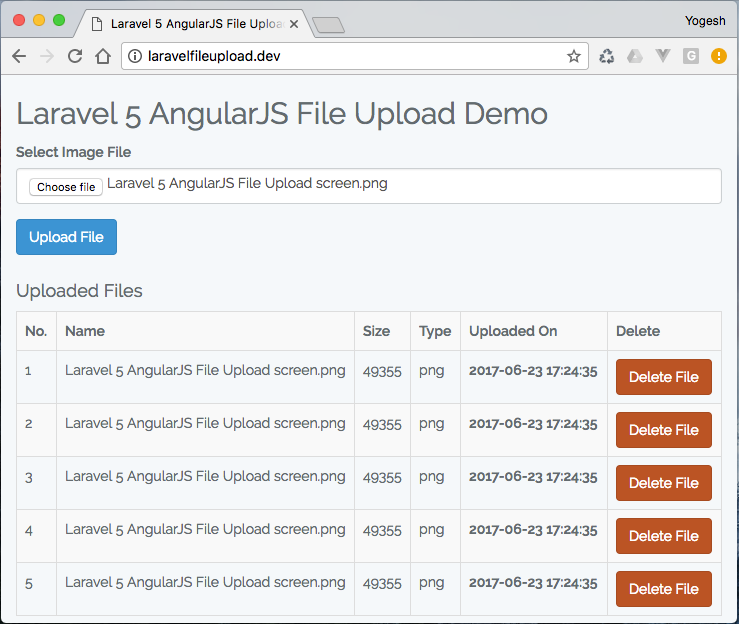 Laravel 5 AngularJS File Uploa
Yogesh
laravelfileupload.dev
G
Laravel 5 AngularJS File Upload Demo
Select Image File
Choose file Laravel 5 AngularJS File Upload screen.png
Upload File
Uploaded Files
No. Name Size Type Uploaded On Delete
1 Laravel 5 AngularJS File Upload screen.png 49355 png 2017-06-23 17:24:35 Delete File
2 Laravel 5 AngularJS File Upload screen.png 49355 png 2017-06-23 17:24:35 Delete File
3 Laravel 5 AngularJS File Upload screen.png 49355 png 2017-06-23 17:24:35 Delete File
4 Laravel 5 AngularJS File Upload screen.png 49355 png 2017-06-23 17:24:35 Delete File
5 Laravel 5 AngularJS File Upload screen.png 49355 png 2017-06-23 17:24:35 Delete File